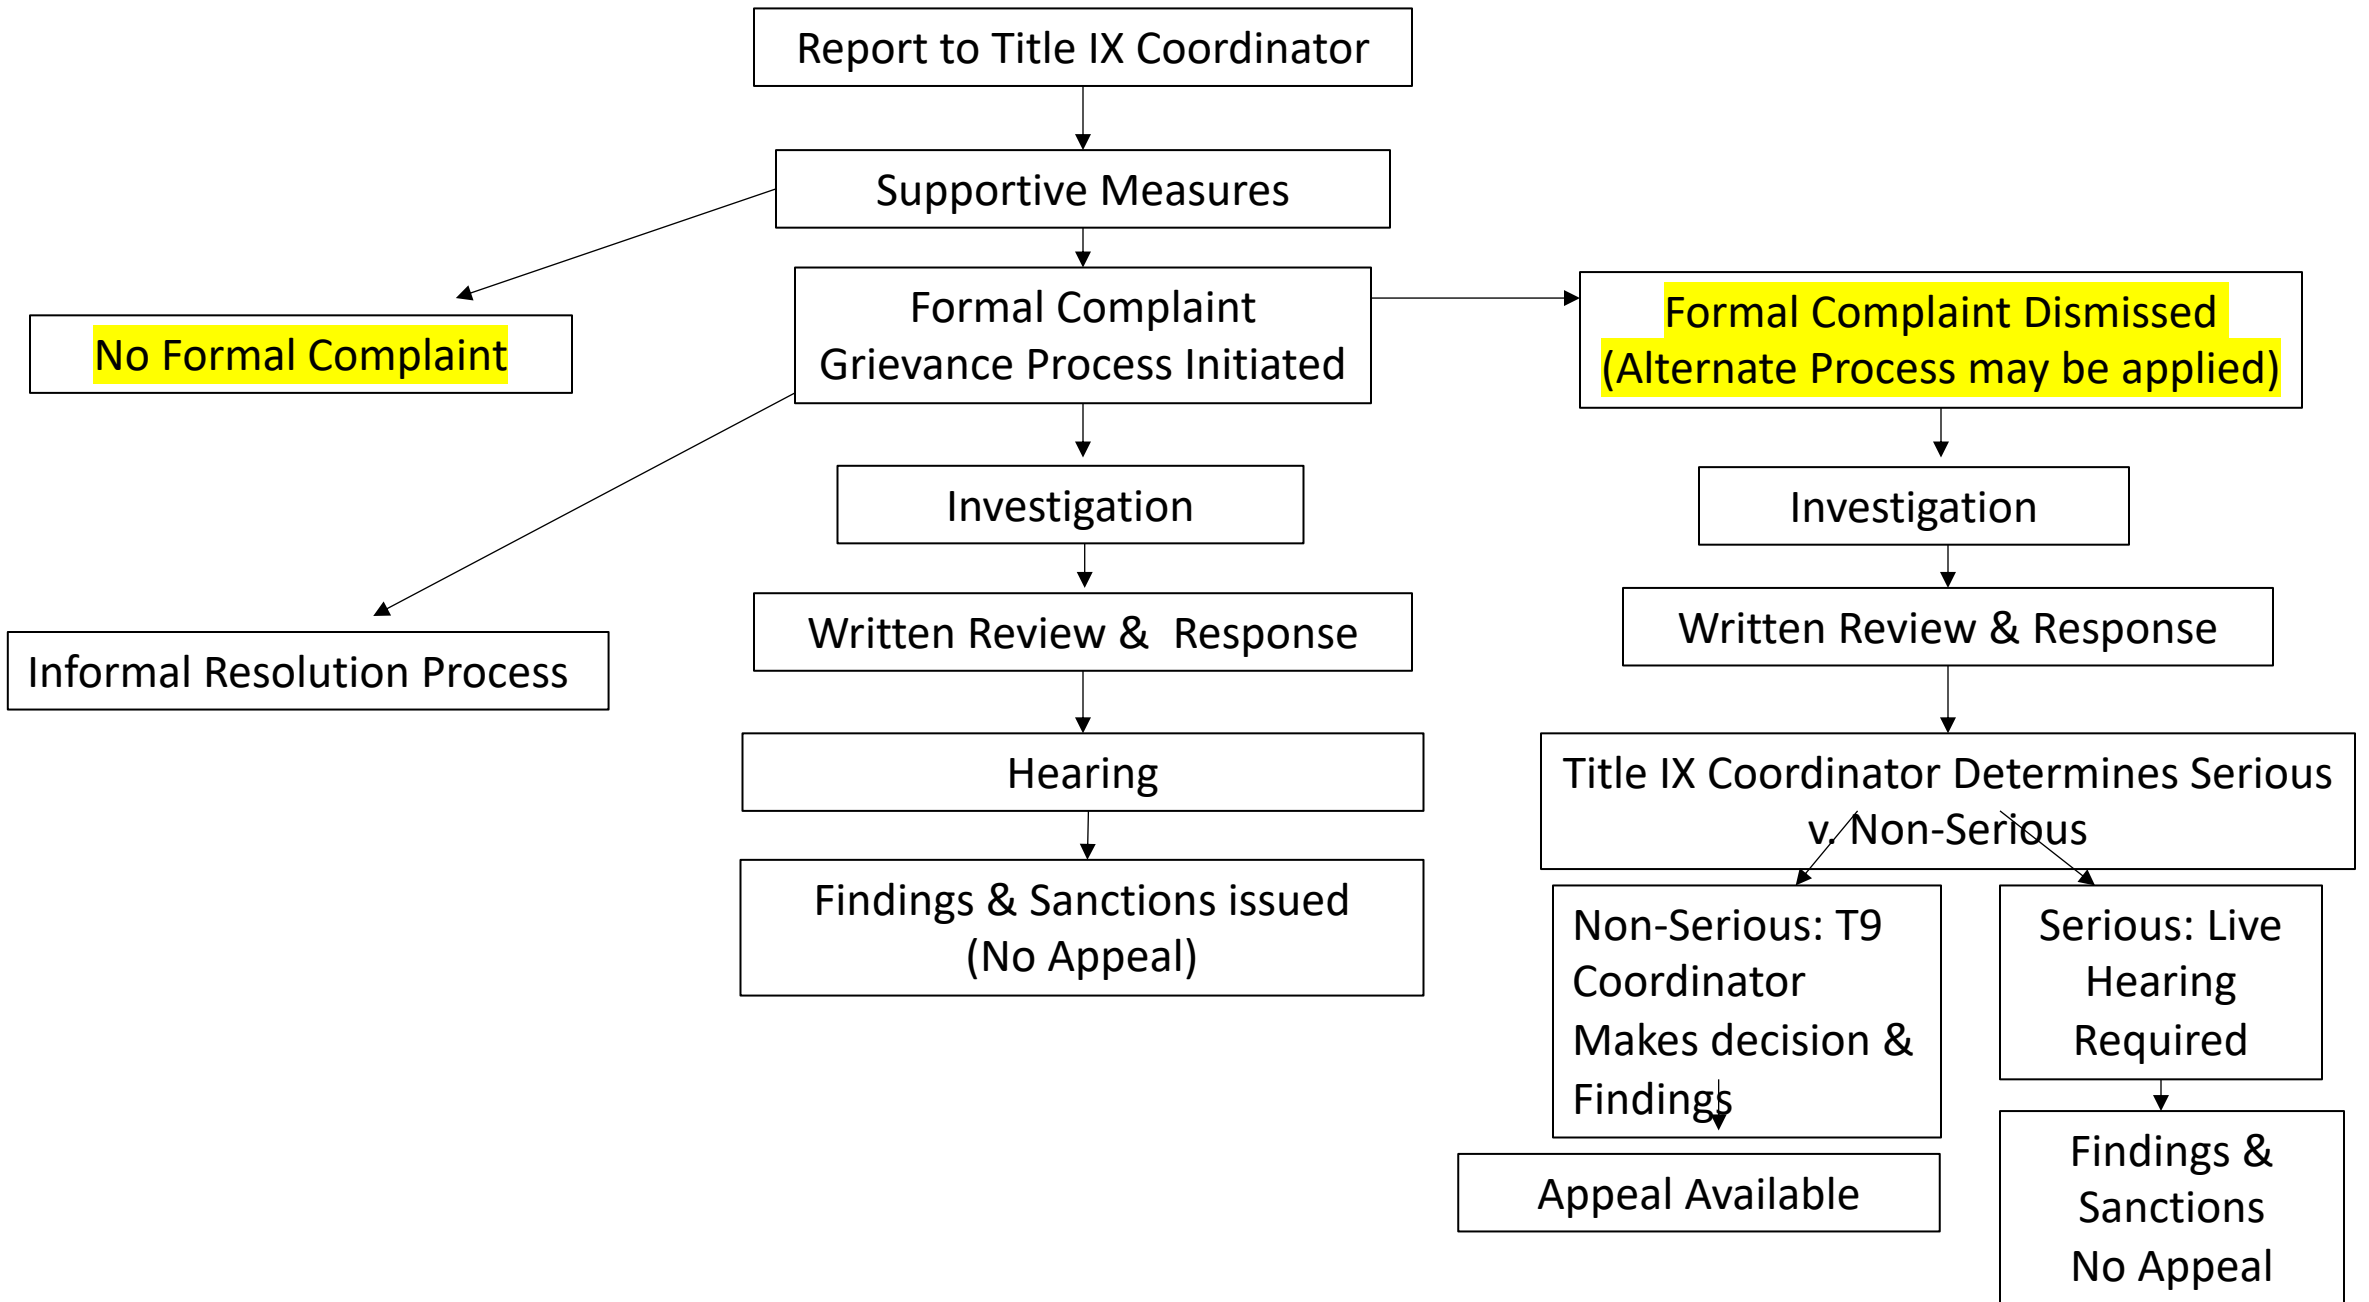 Report to Title IX Coordinator
Supportive Measures
No Formal Complaint
Formal Complaint
Grievance Process Initiated
Formal Complaint Dismissed
(Alternate Process may be applied)
Informal Resolution Process
Investigation
Written Review & Response
Hearing
Findings & Sanctions issued
(No Appeal)
Investigation
Written Review & Response
Title IX Coordinator Determines Serious
v. Non-Serious
Non-Serious: T9
Coordinator
Makes decision &
Findings
Appeal Available
Serious: Live
Hearing
Required
Findings &
Sanctions
No Appeal